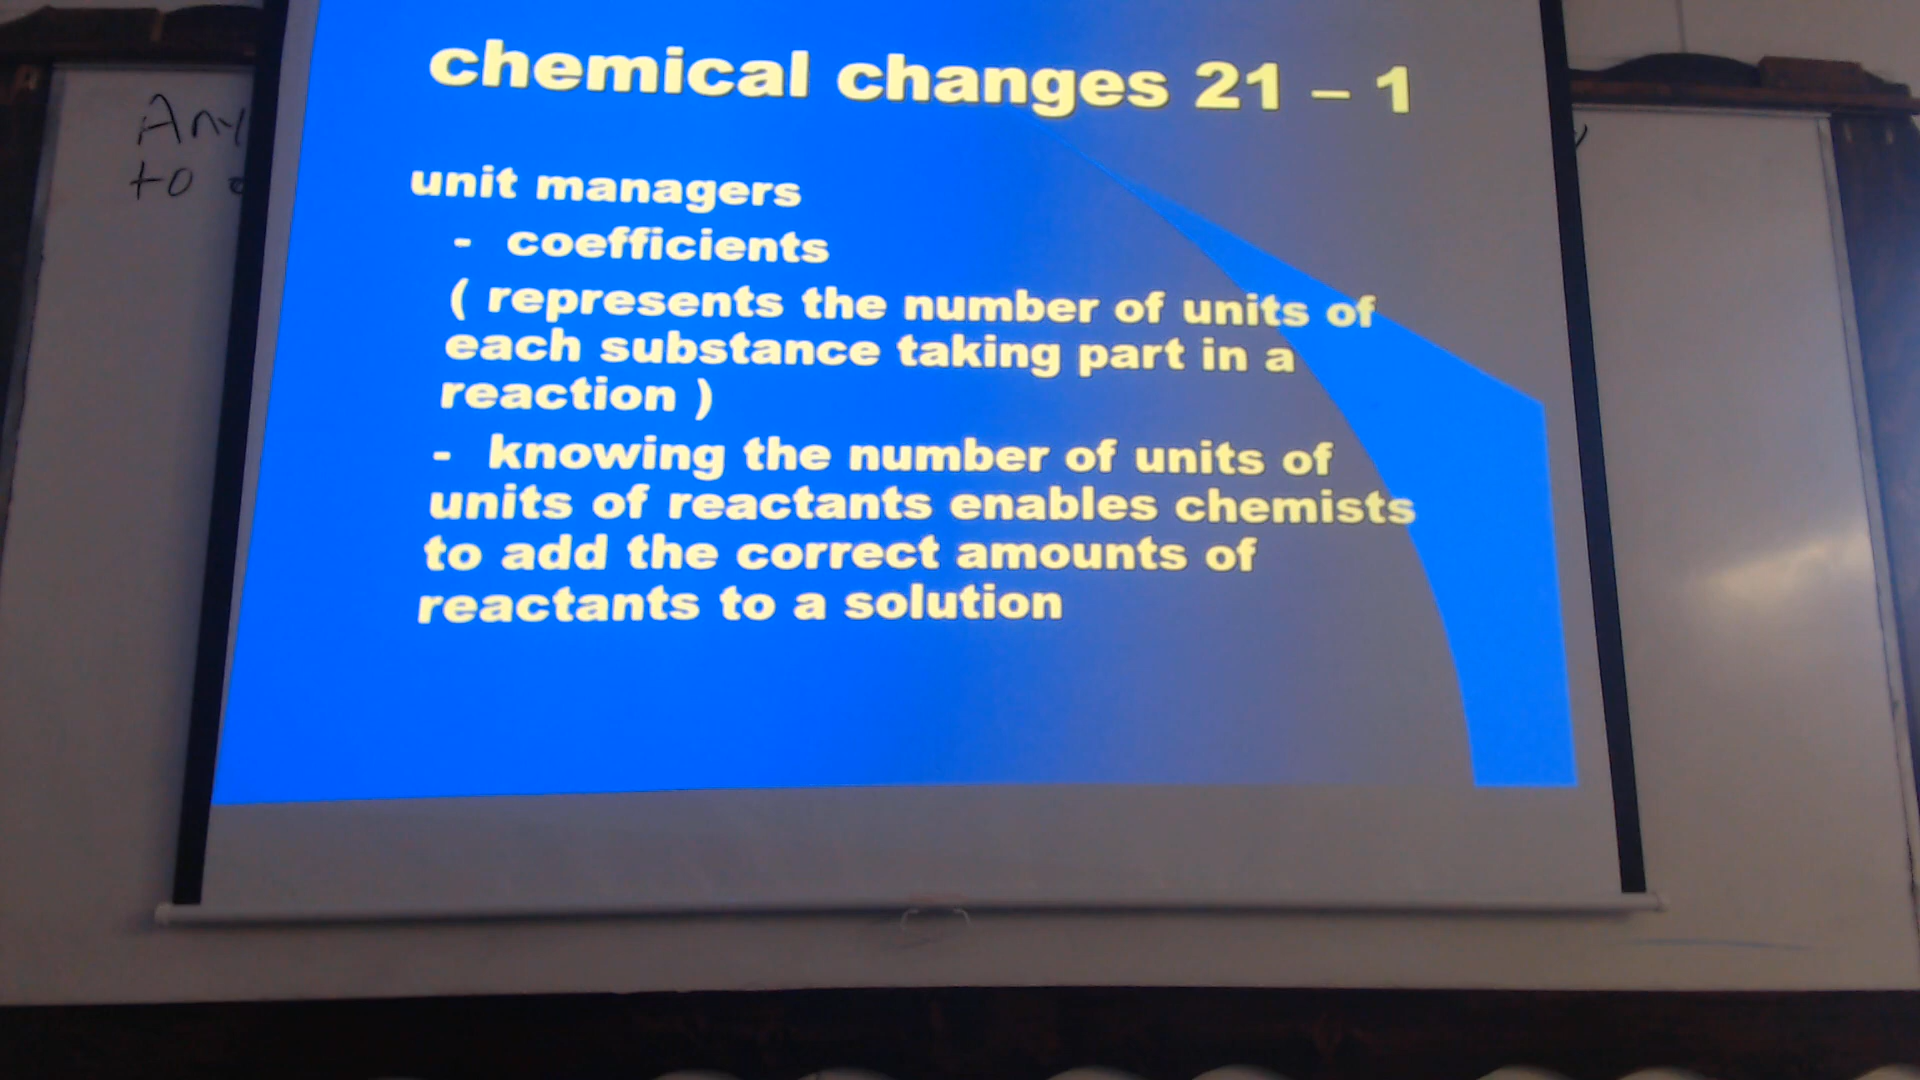 chemical changes 21 – 1
unit managers
- coefficients
( represents the number of units of
each substance taking part in a
reaction )
- knowing the number of units of
units of reactants enables chemists
to add the correct amounts of
reactants to a solution
to